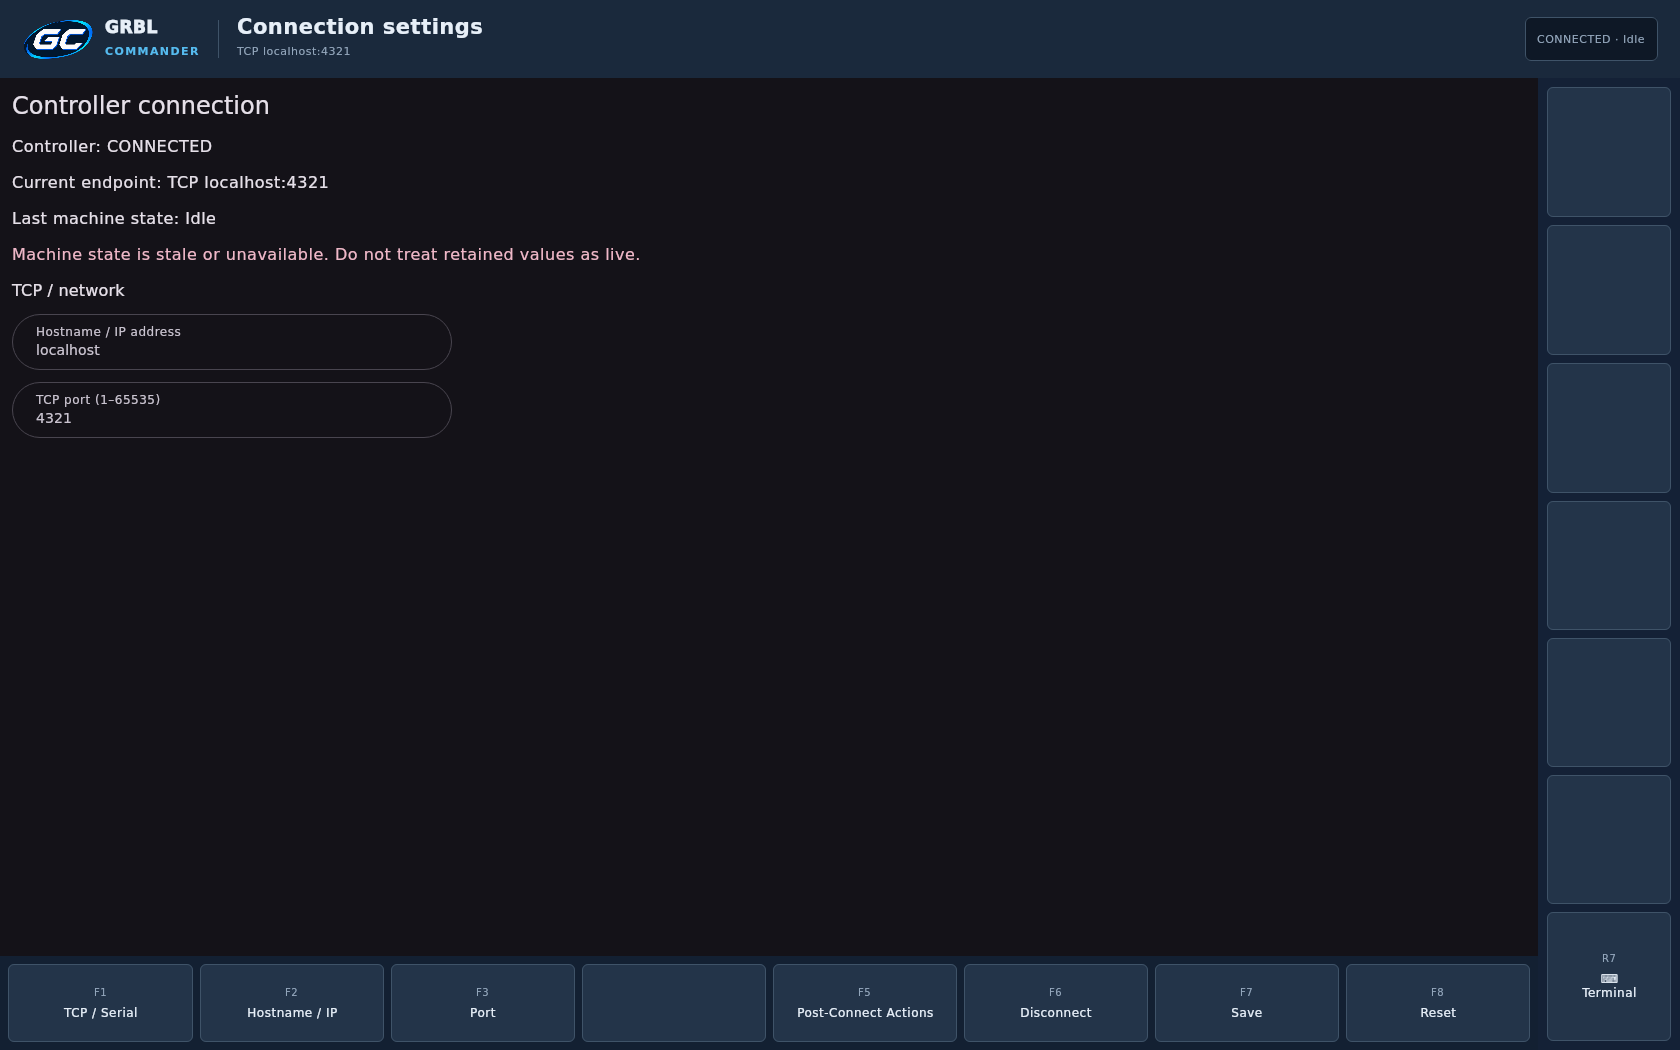 GC
GRBL
COMMANDER
Connection settings
TCP localhost:4321
CONNECTED · Idle
Controller connection
Controller: CONNECTED
Current endpoint: TCP localhost:4321
Last machine state: Idle
Machine state is stale or unavailable. Do not treat retained values as live.
TCP / network
Hostname / IP address
localhost
TCP port (1–65535)
4321
R7
Terminal
F1
TCP / Serial
F2
Hostname / IP
F3
Port
F5
Post-Connect Actions
F6
Disconnect
F7
Save
F8
Reset